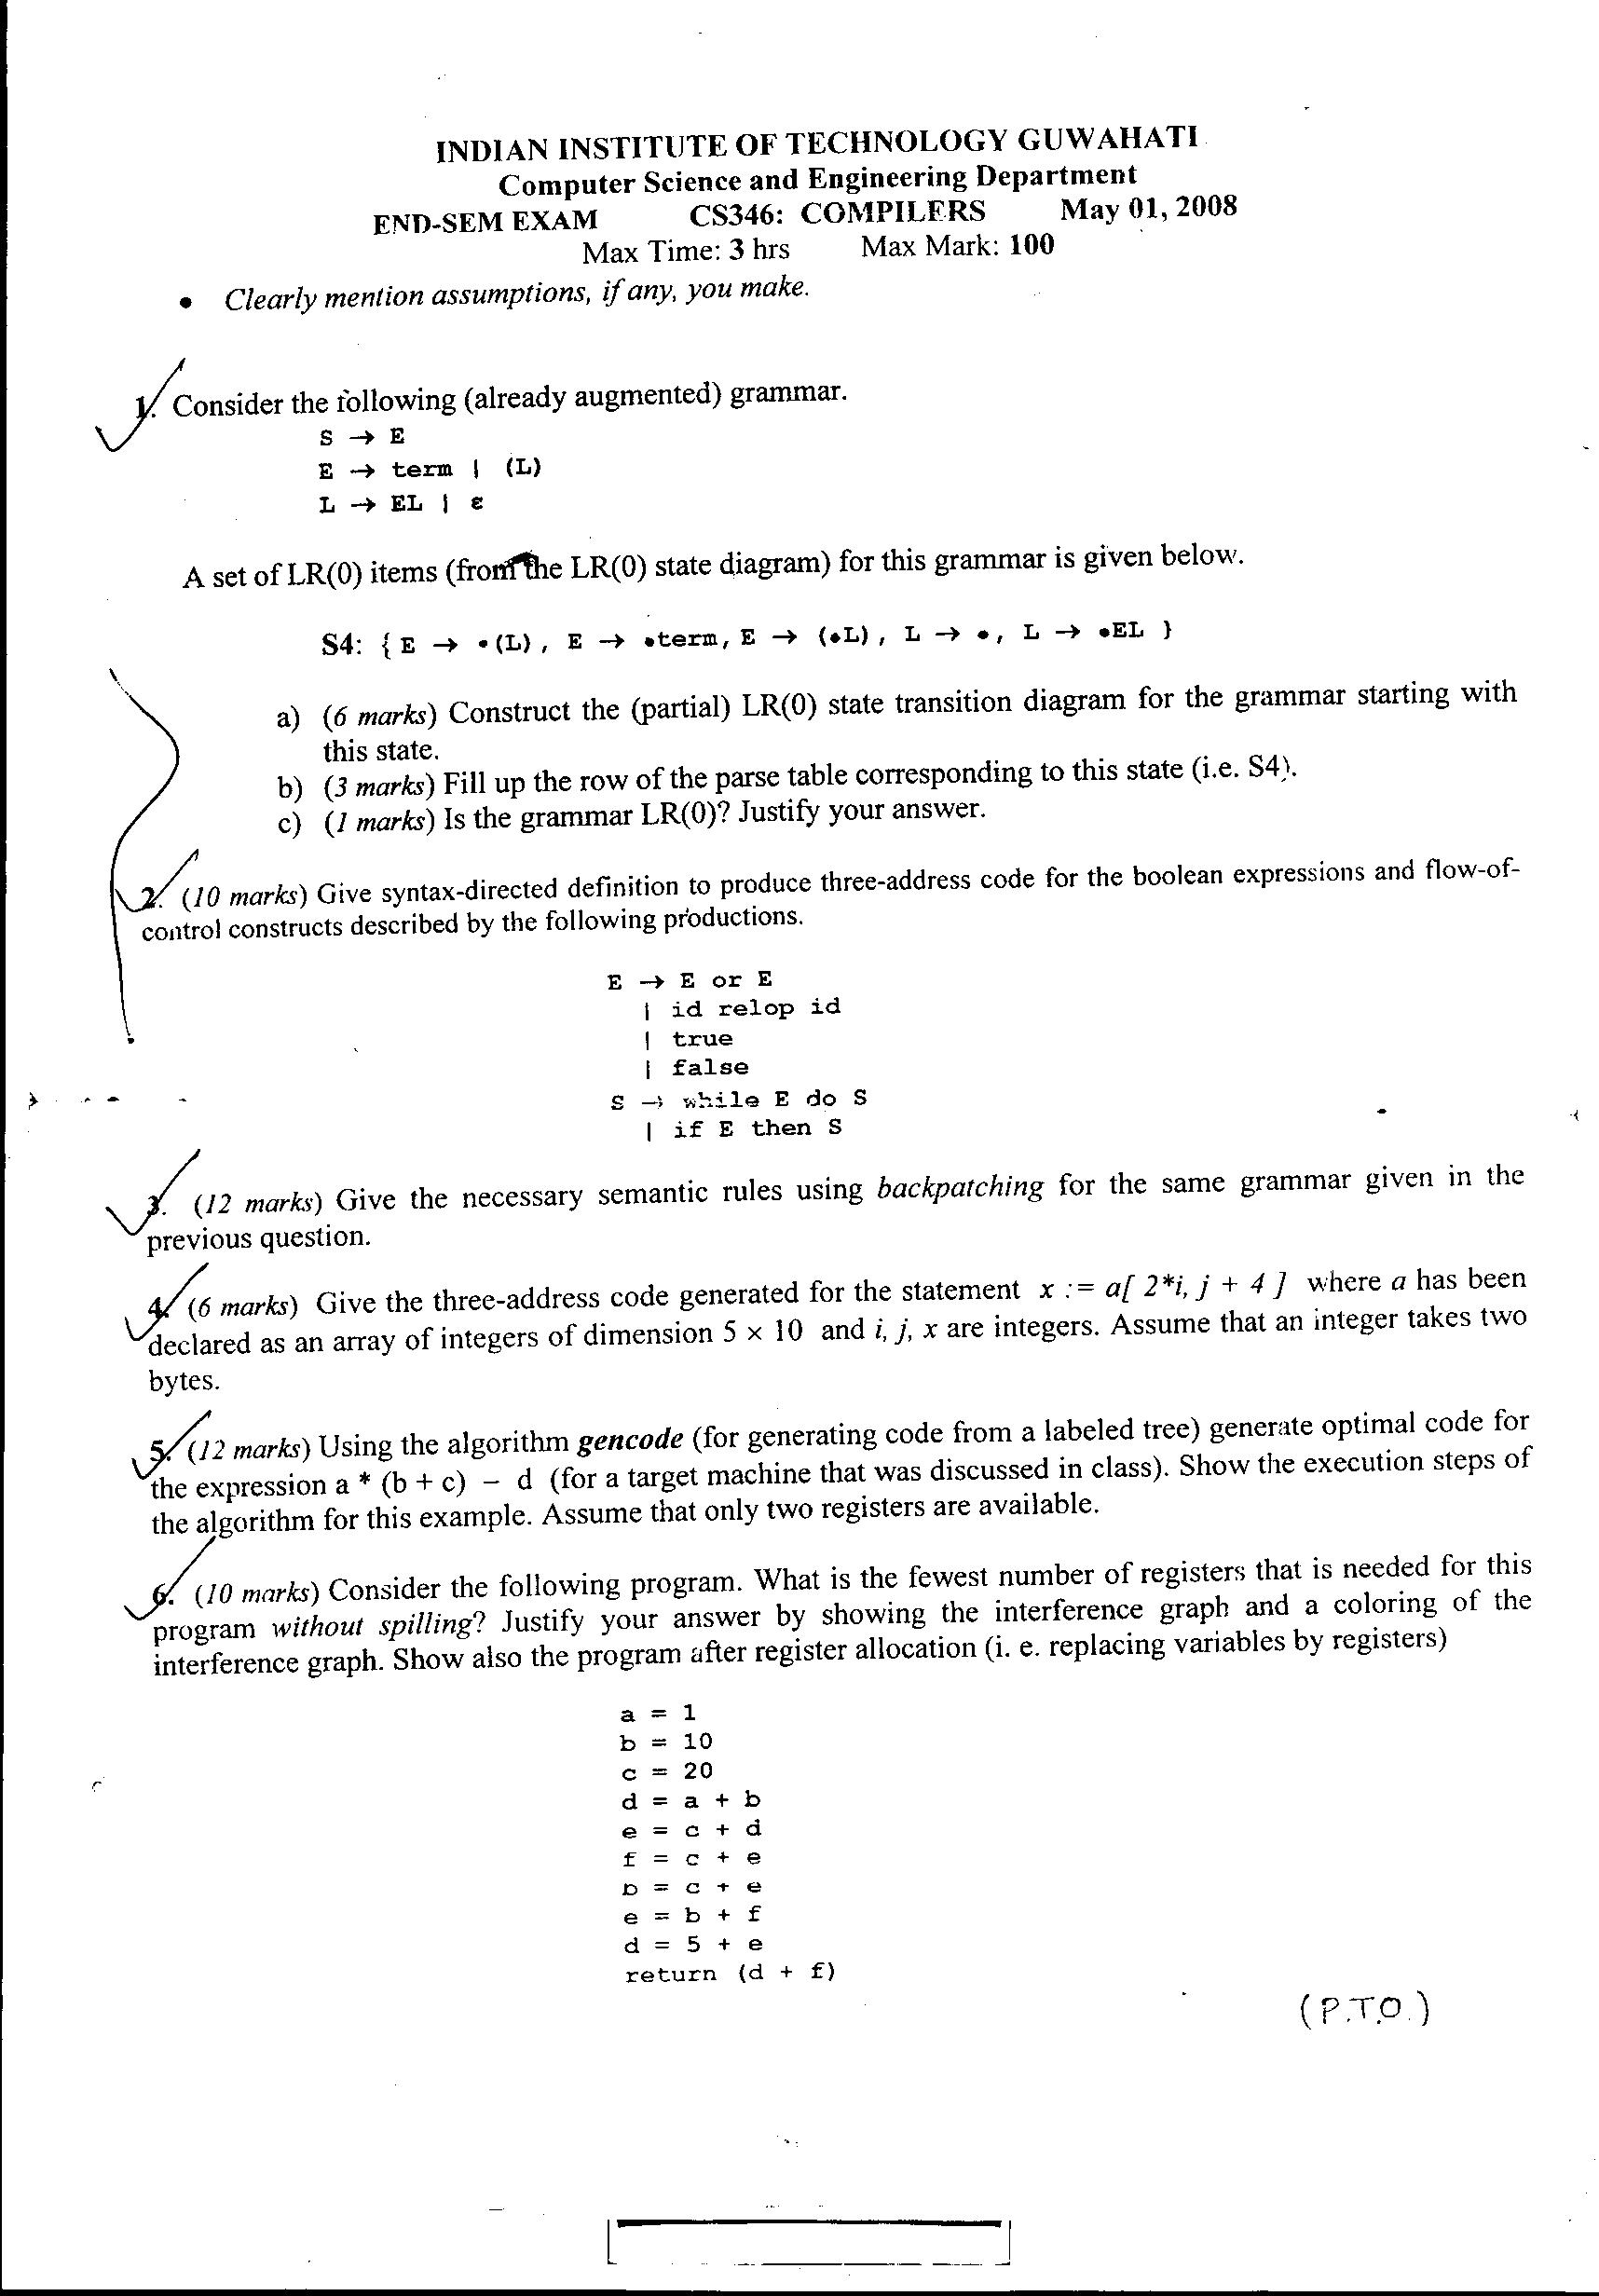 INDIAN INSTITUTE OF TECHNOLOGY GUWAHATI
Computer Science and Engineering Department
END-SEM EXAM CS346: COMPILERS May 01, 2008
Max Time: 3 hrs Max Mark: 100
• Clearly mention assumptions, if any, you make.
1. Consider the following (already augmented) grammar.
S → E
E → term | (L)
L → EL | ε
A set of LR(0) items (from the LR(0) state diagram) for this grammar is given below.
S4: { E → •(L), E → •term, E → (•L), L → •, L → •EL }
a) (6 marks) Construct the (partial) LR(0) state transition diagram for the grammar starting with
this state.
b) (3 marks) Fill up the row of the parse table corresponding to this state (i.e. S4).
c) (1 marks) Is the grammar LR(0)? Justify your answer.
2. (10 marks) Give syntax-directed definition to produce three-address code for the boolean expressions and flow-of-
control constructs described by the following productions.
E → E or E
| id relop id
| true
| false
S → while E do S
| if E then S
3. (12 marks) Give the necessary semantic rules using backpatching for the same grammar given in the
previous question.
4. (6 marks) Give the three-address code generated for the statement x := a[ 2*i, j + 4 ] where a has been
declared as an array of integers of dimension 5 × 10 and i, j, x are integers. Assume that an integer takes two
bytes.
5. (12 marks) Using the algorithm gencode (for generating code from a labeled tree) generate optimal code for
the expression a * (b + c) – d (for a target machine that was discussed in class). Show the execution steps of
the algorithm for this example. Assume that only two registers are available.
6. (10 marks) Consider the following program. What is the fewest number of registers that is needed for this
program without spilling? Justify your answer by showing the interference graph and a coloring of the
interference graph. Show also the program after register allocation (i. e. replacing variables by registers)
a = 1
b = 10
c = 20
d = a + b
e = c + d
f = c + e
b = c + e
e = b + f
d = 5 + e
return (d + f)
(P.T.O.)